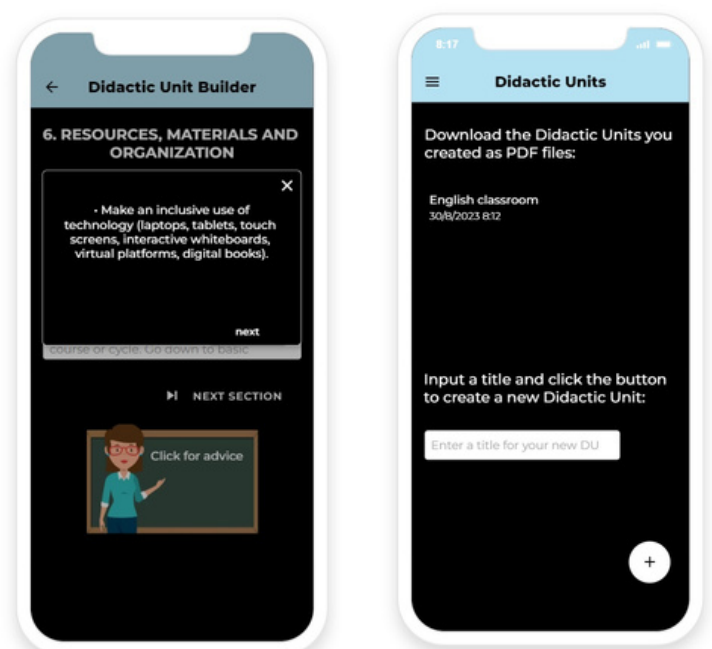 Didactic Unit Builder
6. RESOURCES, MATERIALS AND
ORGANIZATION
• Make an inclusive use of
technology (laptops, tablets, touch
screens, interactive whiteboards,
virtual platforms, digital books).
next
course or cycle. Go down to basic
NEXT SECTION
Click for advice
8:17
Didactic Units
Download the Didactic Units you
created as PDF files:
English classroom
30/8/2023 8:12
Input a title and click the button
to create a new Didactic Unit:
Enter a title for your new DU
+